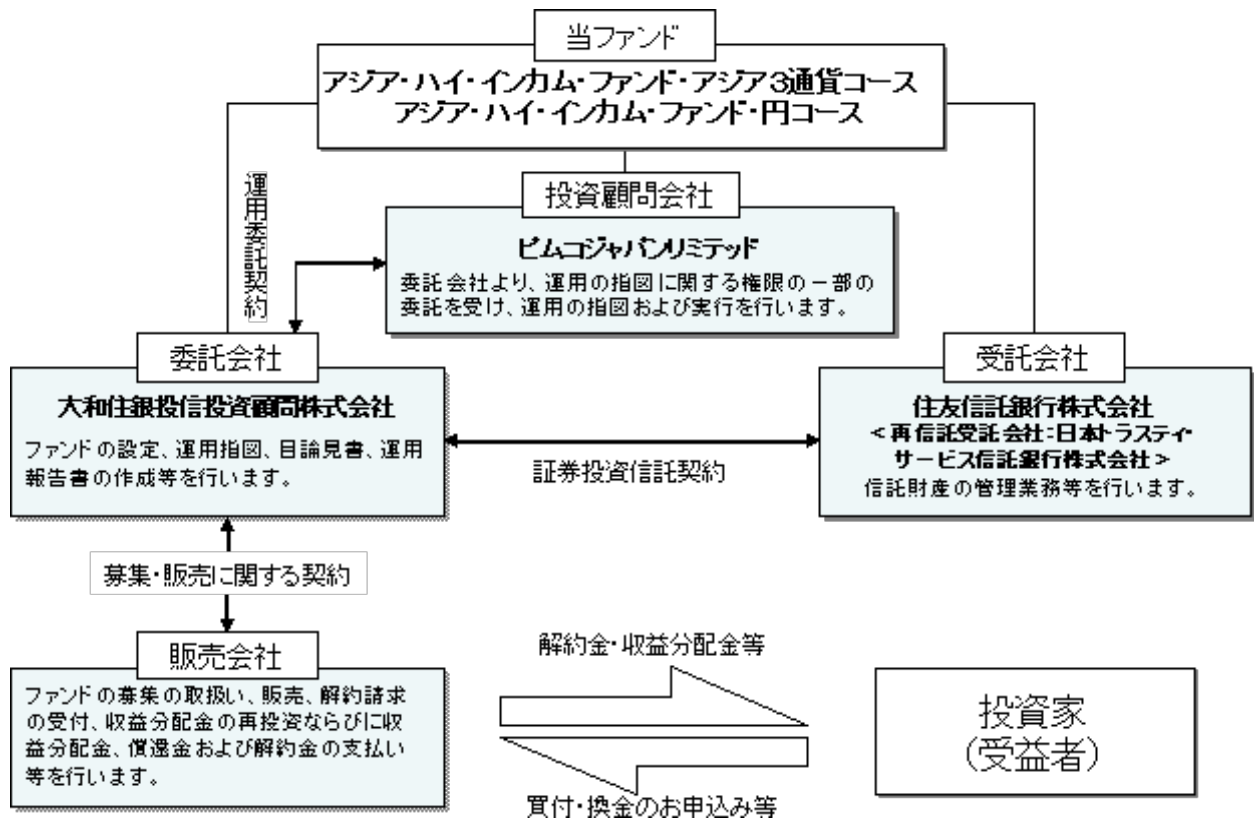 当ファンド
アジア・ハイ・インカム・ファンド・アジア3通貨コース
アジア・ハイ・インカム・ファンド・円コース
運用委託契約
投資顧問会社
ピムコジャパンリミテッド
委託会社より、運用の指図に関する権限の一部の
委託を受け、運用の指図および実行を行います。
委託会社
大和住銀投信投資顧問株式会社
ファンドの設定、運用指図、目論見書、運用
報告書の作成等を行います。
証券投資信託契約
受託会社
住友信託銀行株式会社
<再信託受託会社:日本トラスティ・
サービス信託銀行株式会社>
信託財産の管理業務等を行います。
募集・販売に関する契約
販売会社
ファンドの募集の取扱い、販売、解約請求
の受付、収益分配金の再投資ならびに収
益分配金、償還金および解約金の支払い
等を行います。
解約金・収益分配金等
買付・換金のお申込み等
投資家
(受益者)